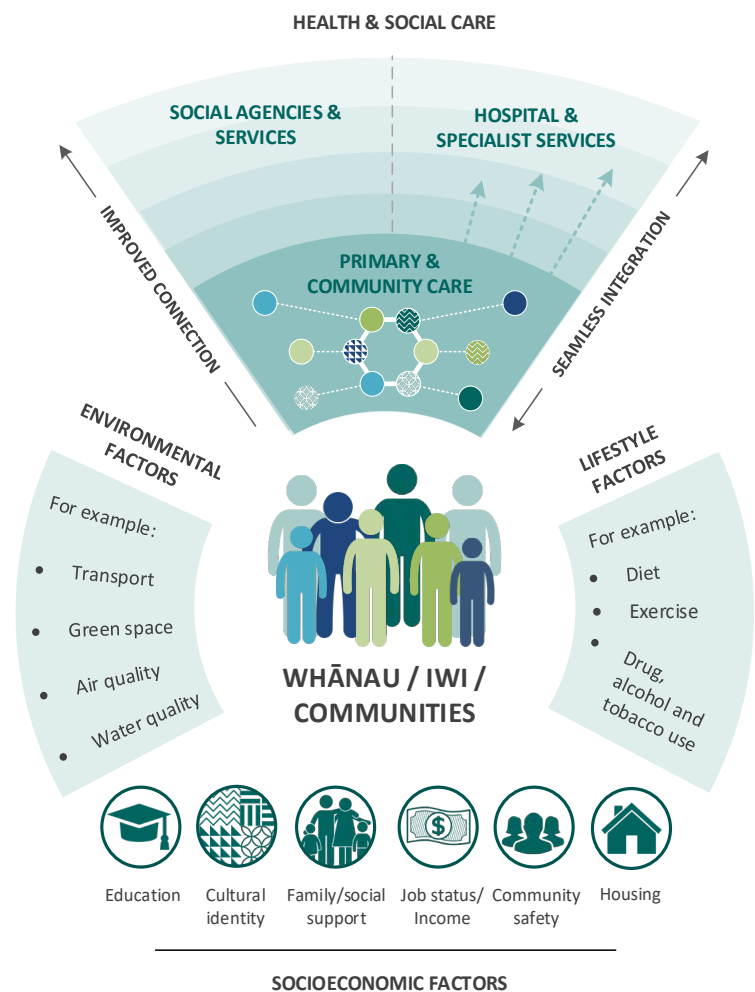 HEALTH & SOCIAL CARE
SOCIAL AGENCIES &
SERVICES
HOSPITAL &
SPECIALIST SERVICES
IMPROVED CONNECTION
SEAMLESS INTEGRATION
PRIMARY &
COMMUNITY CARE
ENVIRONMENTAL
FACTORS
For example:
• Transport
• Green space
• Air quality
• Water quality
LIFESTYLE
FACTORS
For example:
• Diet
• Exercise
• Drug,
alcohol and
tobacco use
WHĀNAU / IWI /
COMMUNITIES
$
Education
Cultural
identity
Family/social
support
Job status/
Income
Community
safety
Housing
SOCIOECONOMIC FACTORS